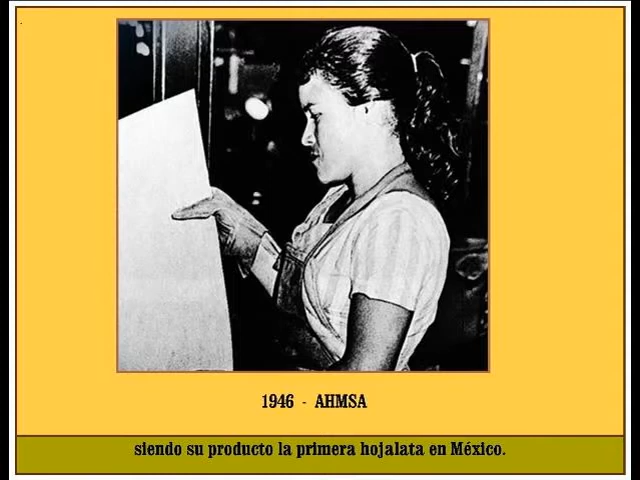 1946 - AHMSA
siendo su producto la primera hojalata en México.